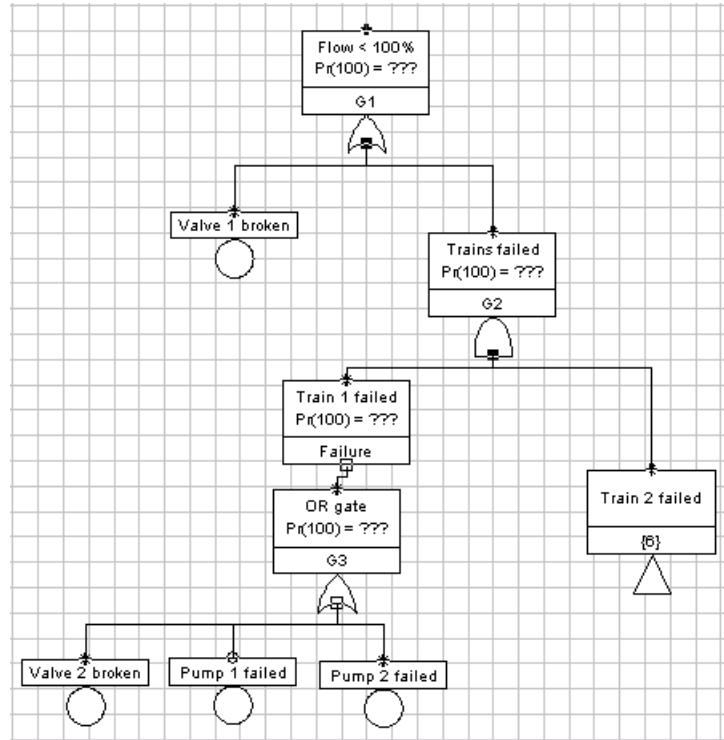 Flow < 100%
Pr(100) = ???
G1
Valve 1 broken
Trains failed
Pr(100) = ???
G2
Train 1 failed
Pr(100) = ???
Failure
Train 2 failed
{6}
OR gate
Pr(100) = ???
G3
Valve 2 broken
Pump 1 failed
Pump 2 failed